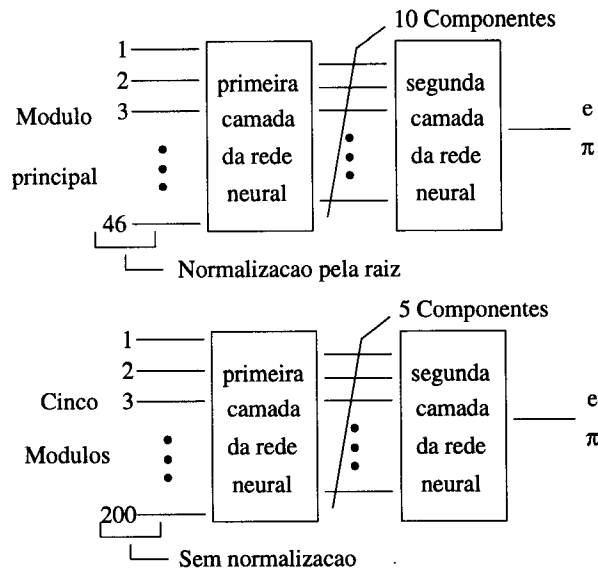 10 Componentes
1
2
3
46
Modulo
principal
primeira
camada
da rede
neural
segunda
camada
da rede
neural
e
π
Normalizacao pela raiz
5 Componentes
1
2
3
200
Cinco
Modulos
primeira
camada
da rede
neural
segunda
camada
da rede
neural
e
π
Sem normalizacao